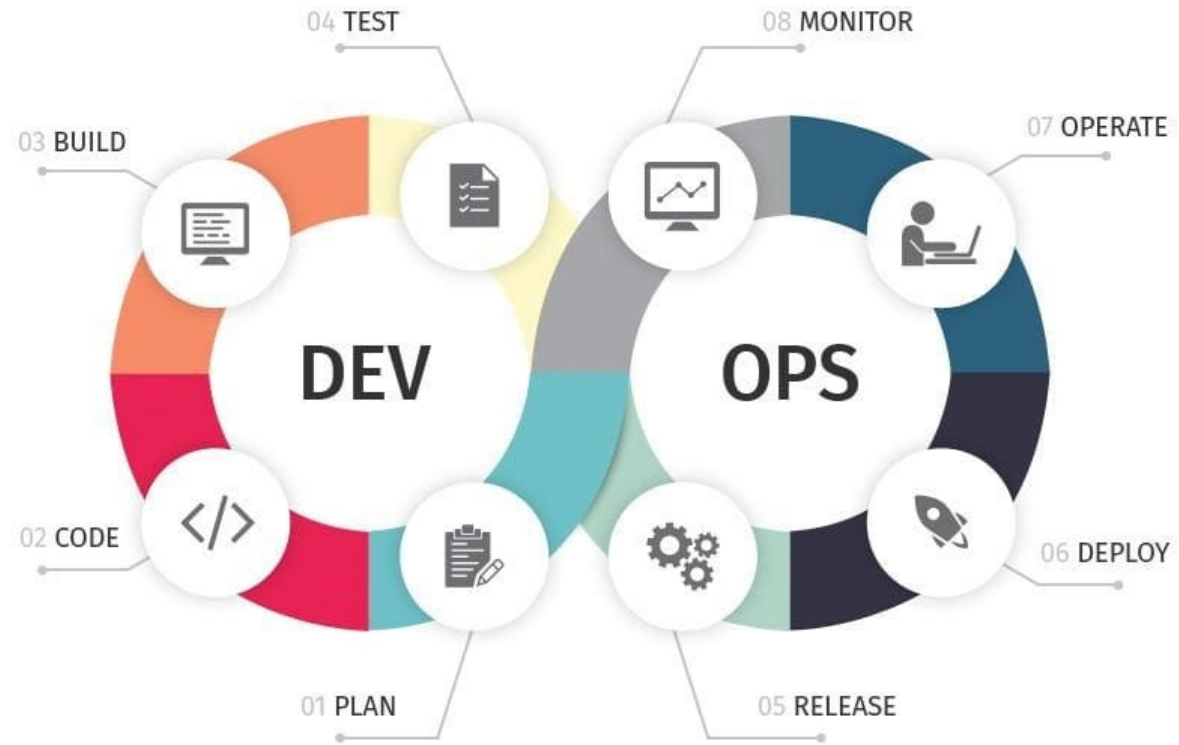 04 TEST
08 MONITOR
03 BUILD
07 OPERATE
DEV
OPS
02 CODE
06 DEPLOY
01 PLAN
05 RELEASE